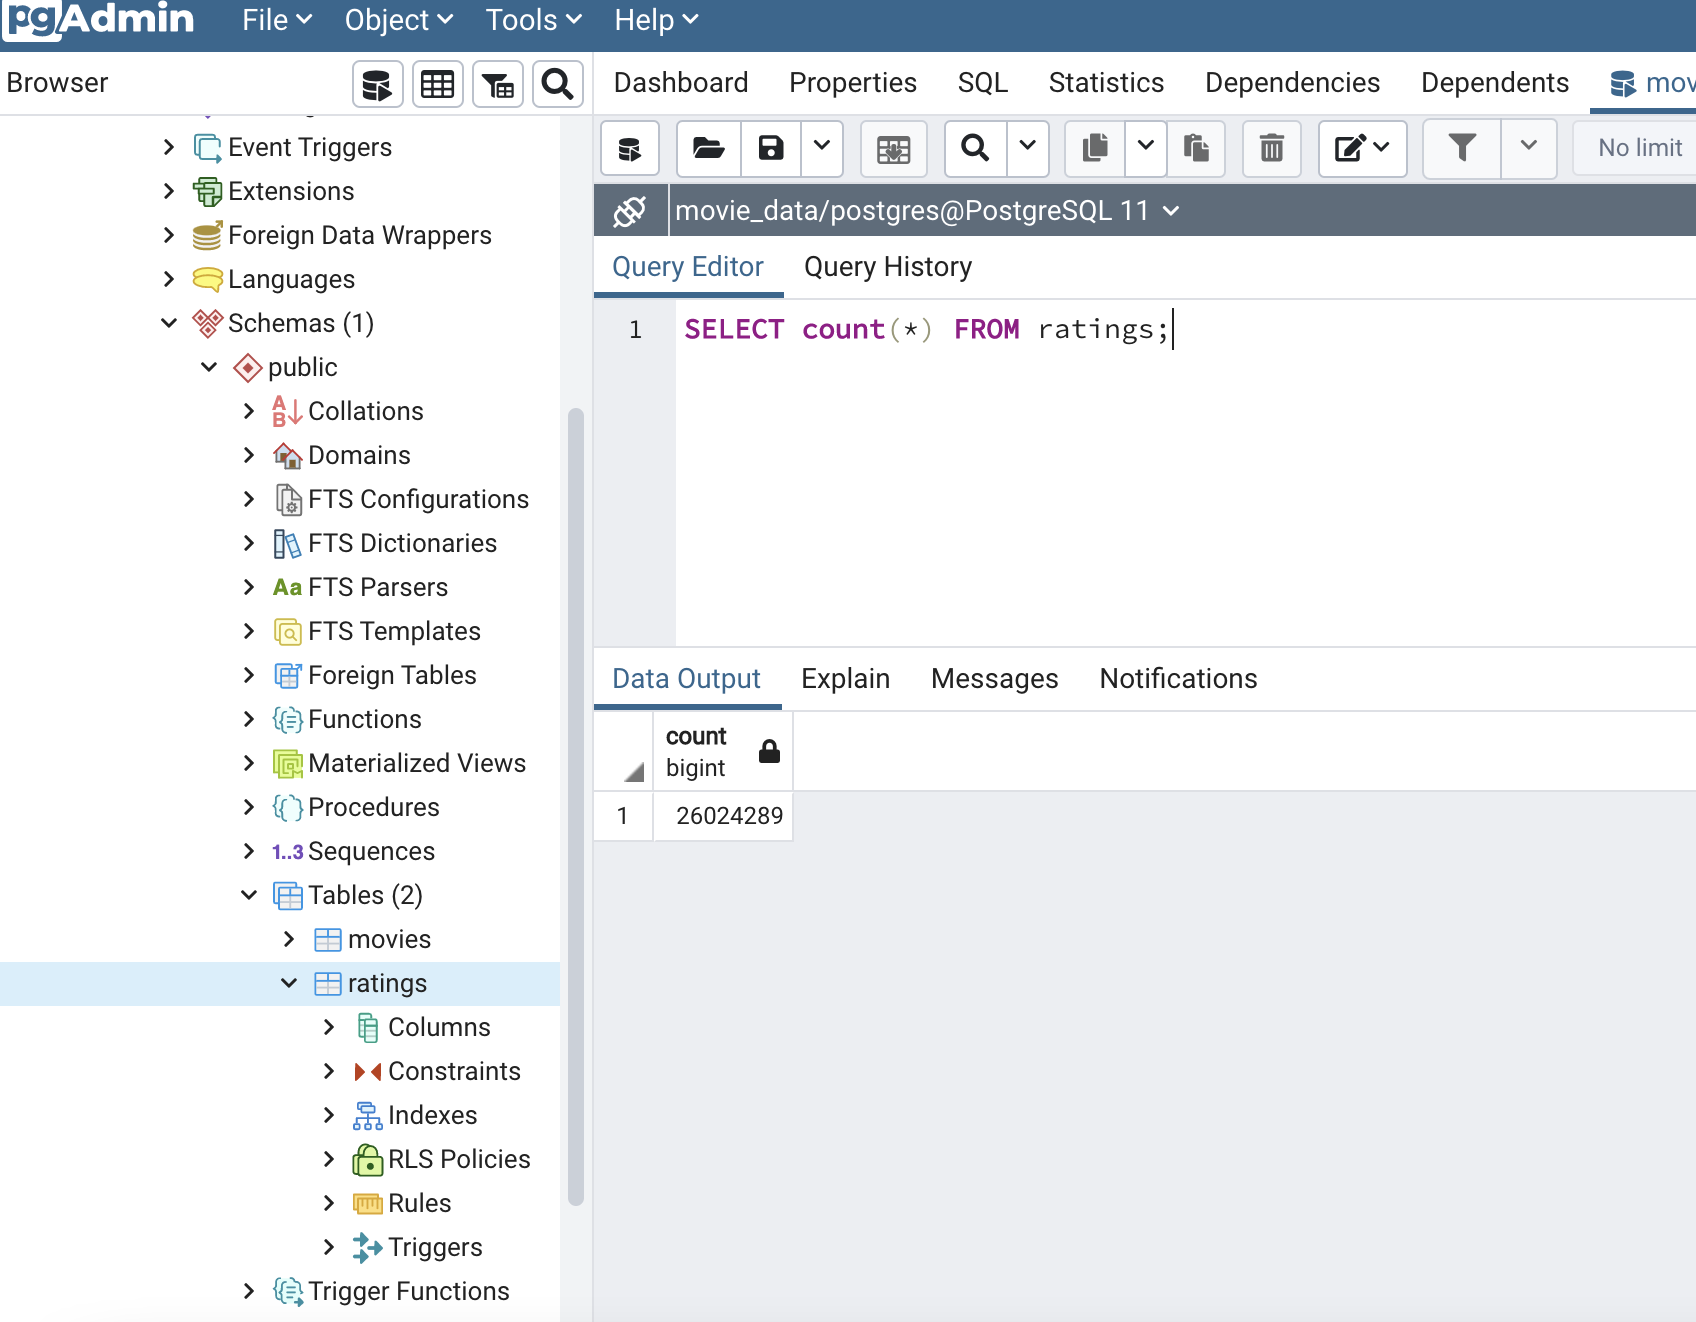 pgAdmin File Object Tools Help
Browser
Dashboard Properties SQL Statistics Dependencies Dependents mov
No limit
movie_data/postgres@PostgreSQL 11
Query Editor Query History
1 SELECT count(*) FROM ratings;
Data Output Explain Messages Notifications
count
bigint
1 26024289
Event Triggers
Extensions
Foreign Data Wrappers
Languages
Schemas (1)
public
Collations
Domains
FTS Configurations
FTS Dictionaries
Aa FTS Parsers
FTS Templates
Foreign Tables
Functions
Materialized Views
Procedures
1..3 Sequences
Tables (2)
movies
ratings
Columns
Constraints
Indexes
RLS Policies
Rules
Triggers
Trigger Functions